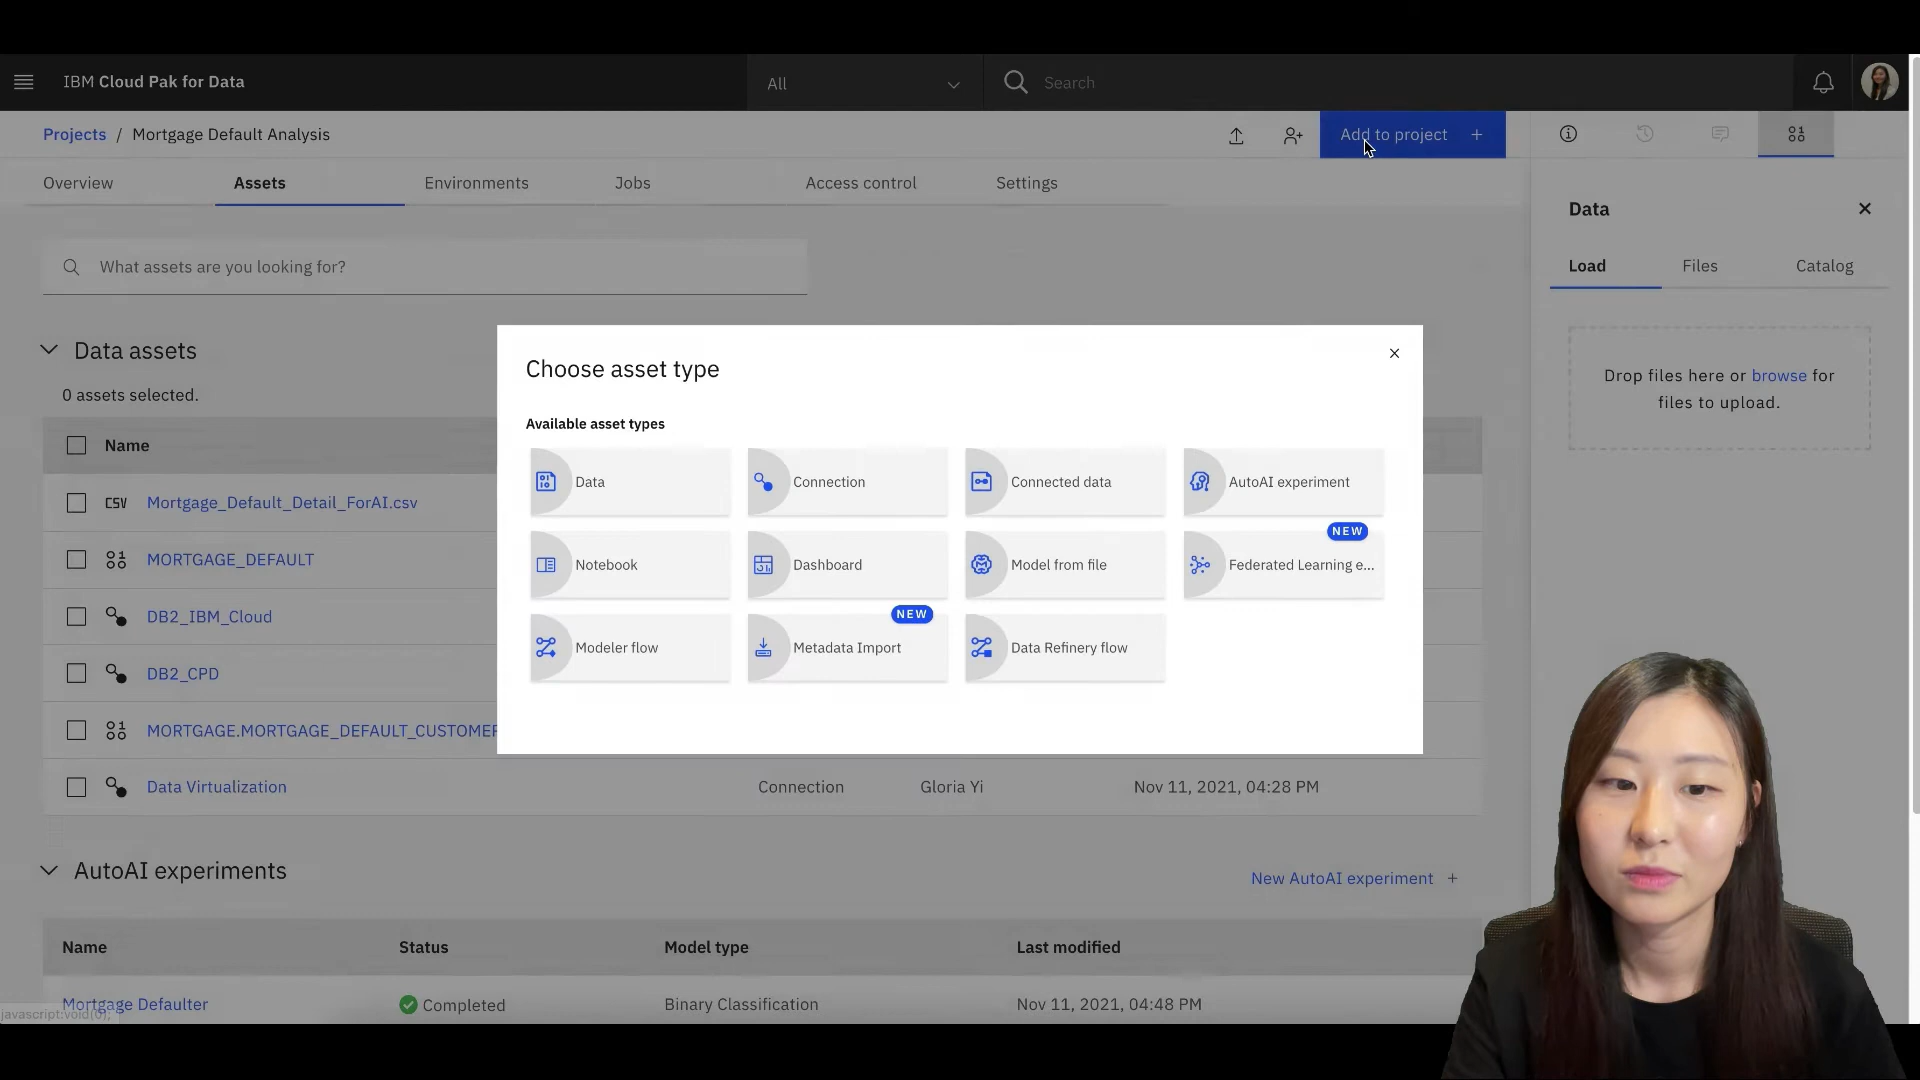 IBM Cloud Pak for Data
All
Search
Projects / Mortgage Default Analysis
Add to project +
Overview
Assets
Environments
Jobs
Access control
Settings
What assets are you looking for?
Data assets
0 assets selected.
Name
CSV Mortgage_Default_Detail_ForAI.csv
MORTGAGE_DEFAULT
DB2_IBM_Cloud
DB2_CPD
MORTGAGE.MORTGAGE_DEFAULT_CUSTOMER
Data Virtualization Connection Gloria Yi Nov 11, 2021, 04:28 PM
Choose asset type
Available asset types
Data
Connection
Connected data
AutoAI experiment
NEW
Notebook
Dashboard
Model from file
Federated Learning e...
NEW
Modeler flow
Metadata Import
Data Refinery flow
AutoAI experiments
New AutoAI experiment +
Name Status Model type Last modified
Mortgage Defaulter Completed Binary Classification Nov 11, 2021, 04:48 PM
javascript:void(0);
Data
Load
Files
Catalog
Drop files here or browse for
files to upload.